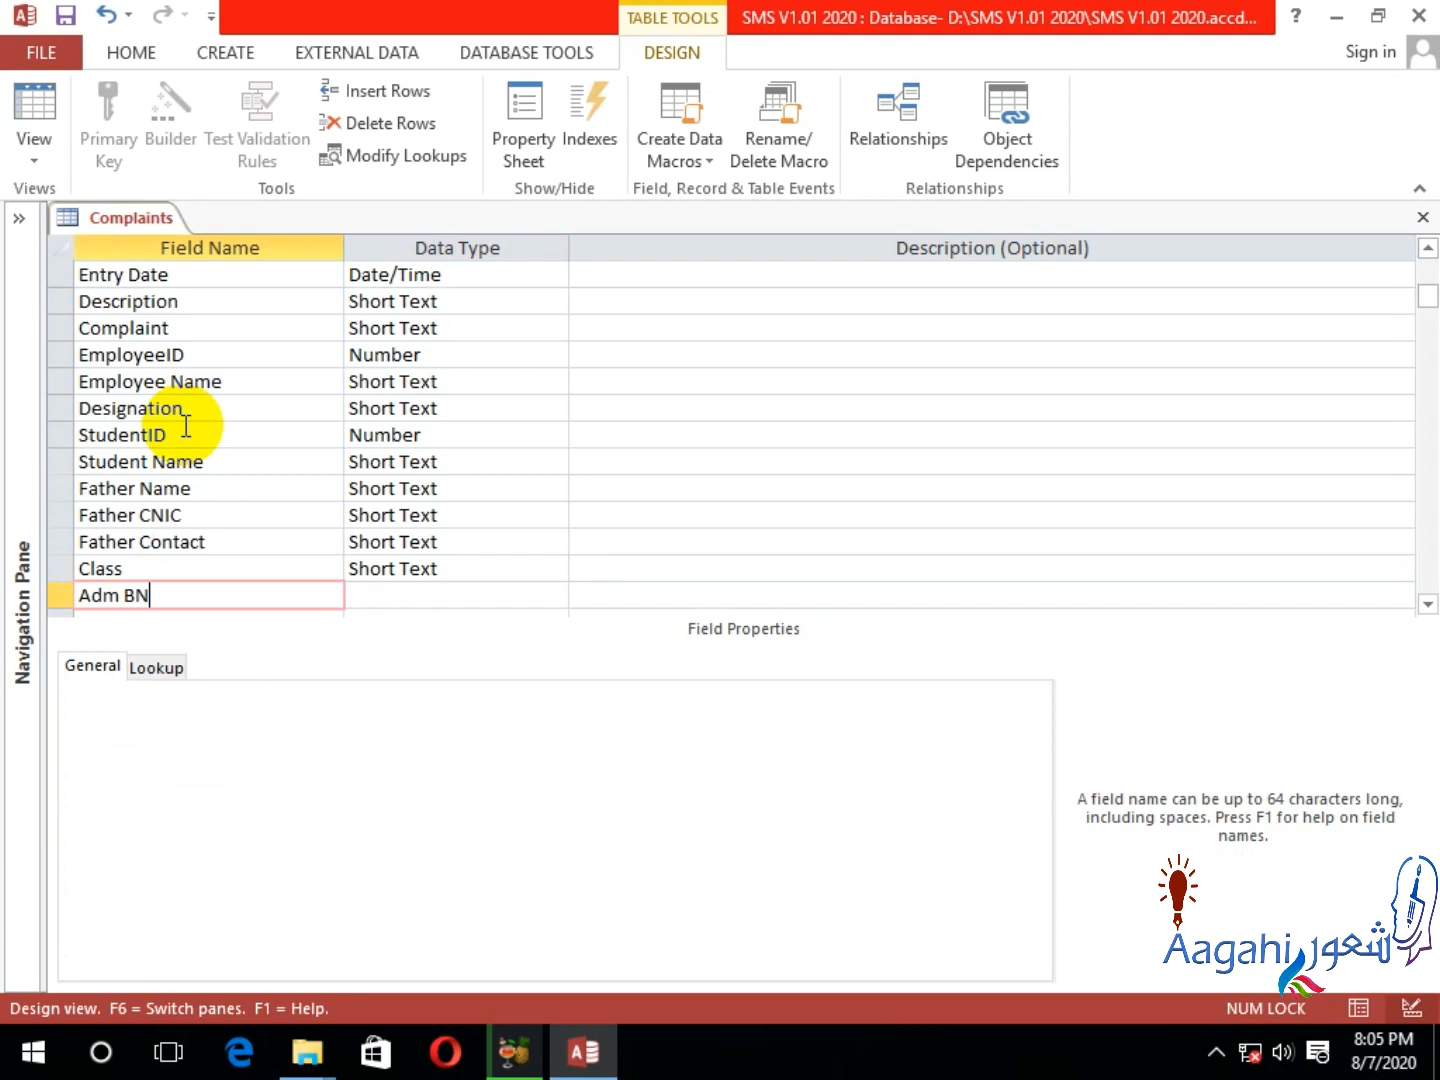 TABLE TOOLS
SMS V1.01 2020 : Database- D:\SMS V1.01 2020\SMS V1.01 2020.accd...
?
FILE
HOME
CREATE
EXTERNAL DATA
DATABASE TOOLS
DESIGN
Sign in
View
Primary Key
Builder
Test Validation Rules
Insert Rows
Delete Rows
Modify Lookups
Property Sheet
Indexes
Create Data Macros
Rename/ Delete Macro
Relationships
Object Dependencies
Views
Tools
Show/Hide
Field, Record & Table Events
Relationships
Complaints
Field Name
Data Type
Description (Optional)
Entry Date
Date/Time
Description
Short Text
Complaint
Short Text
EmployeeID
Number
Employee Name
Short Text
Designation
Short Text
StudentID
Number
Student Name
Short Text
Father Name
Short Text
Father CNIC
Short Text
Father Contact
Short Text
Class
Short Text
Adm BN
Navigation Pane
Field Properties
General
Lookup
A field name can be up to 64 characters long,
including spaces. Press F1 for help on field
names.
Aagahi شعور
Design view. F6 = Switch panes. F1 = Help.
NUM LOCK
8:05 PM
8/7/2020